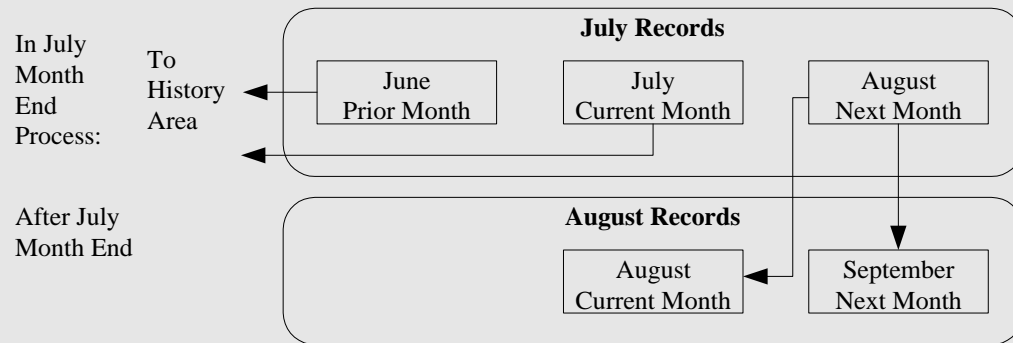 In July
Month
End
Process:
To
History
Area
July Records
June
Prior Month
July
Current Month
August
Next Month
After July
Month End
August Records
August
Current Month
September
Next Month